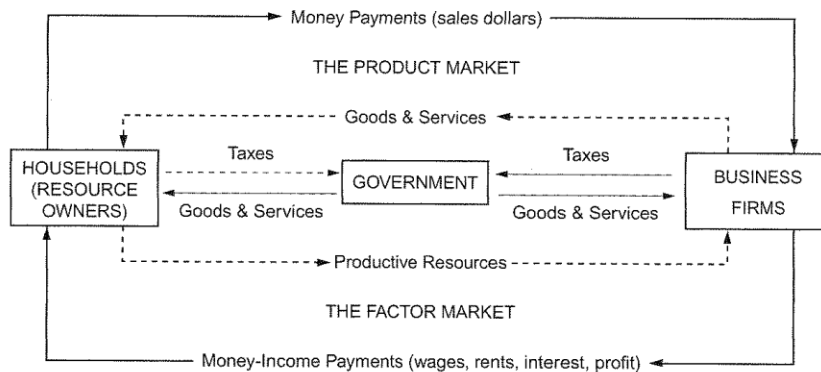 Money Payments (sales dollars)
THE PRODUCT MARKET
Goods & Services
HOUSEHOLDS
(RESOURCE
OWNERS)
Taxes
Goods & Services
GOVERNMENT
Taxes
Goods & Services
BUSINESS
FIRMS
Productive Resources
THE FACTOR MARKET
Money-Income Payments (wages, rents, interest, profit)